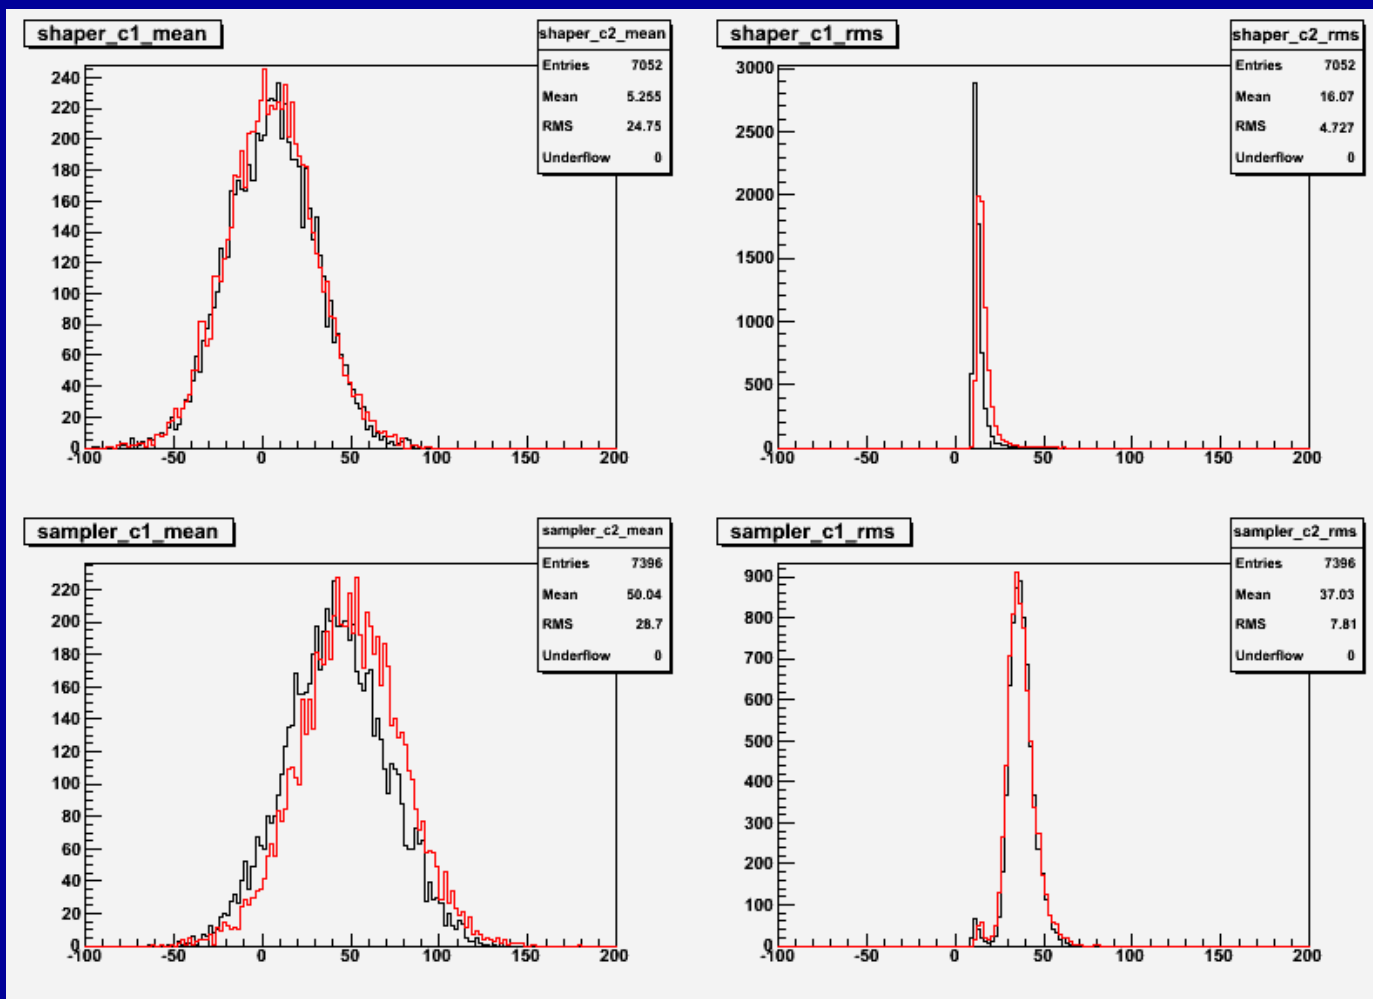 shaper_c1_mean
shaper_c2_mean
Entries 7052
Mean 5.255
RMS 24.75
Underflow 0
240
220
200
180
160
140
120
100
80
60
40
20
0
-100 -50 0 50 100 150 200
shaper_c1_rms
shaper_c2_rms
Entries 7052
Mean 16.07
RMS 4.727
Underflow 0
3000
2500
2000
1500
1000
500
0
-100 -50 0 50 100 150 200
sampler_c1_mean
sampler_c2_mean
Entries 7396
Mean 50.04
RMS 28.7
Underflow 0
220
200
180
160
140
120
100
80
60
40
20
0
-100 -50 0 50 100 150 200
sampler_c1_rms
sampler_c2_rms
Entries 7396
Mean 37.03
RMS 7.81
Underflow 0
900
800
700
600
500
400
300
200
100
0
-100 -50 0 50 100 150 200